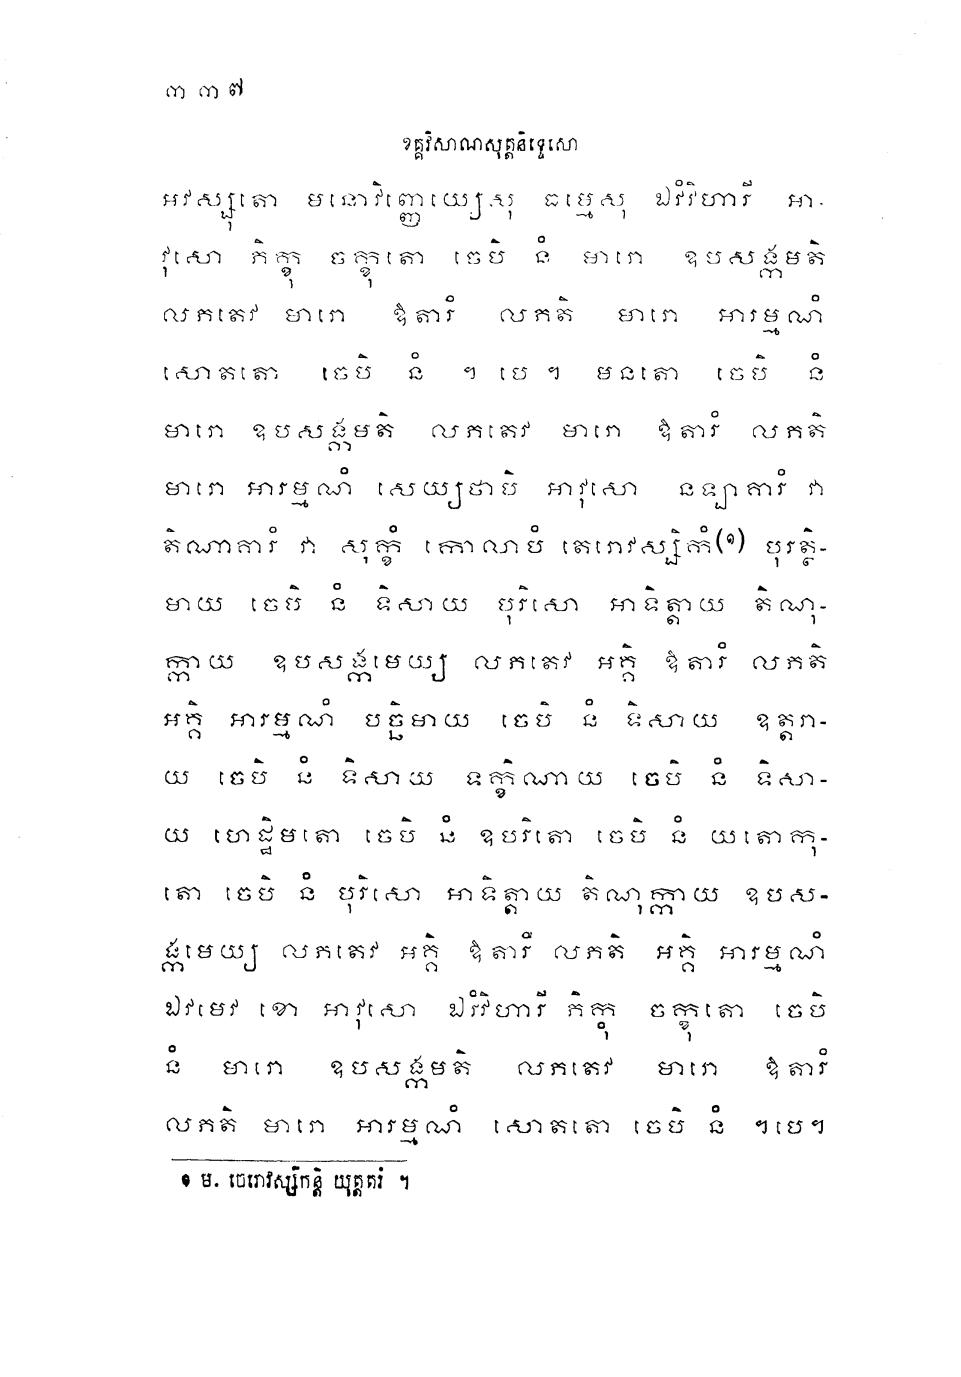 ៣៣៧
ខគ្គវិសាណសុត្តនិទ្ទេសោ
អវស្សុតោ មនោវិញ្ញេយ្យេសុ ធម្មេសុ ឯវំវិហារី អា-
វុសោ ភិក្ខុ ចក្ខុតោ ចេបិ នំ មារោ ឧបសង្កមតិ
លភតេវ មារោ ឱតារំ លភតិ មារោ អារម្មណំ
សោតតោ ចេបិ នំ ។ បេ ។ មនតោ ចេបិ នំ
មារោ ឧបសង្កមតិ លភតេវ មារោ ឱតារំ លភតិ
មារោ អារម្មណំ សេយ្យថាបិ អាវុសោ នឡាគារំ វា
តិណាគារំ វា សុក្ខំ កោលាបំ តេរោវស្សិកំ(១) បុរត្ថិ-
មាយ ចេបិ នំ ទិសាយ បុរិសោ អាទិត្តាយ តិណុ-
ក្កាយ ឧបសង្កមេយ្យ លភតេវ អគ្គិ ឱតារំ លភតិ
អគ្គិ អារម្មណំ បច្ឆិមាយ ចេបិ នំ ទិសាយ ឧត្តរា-
យ ចេបិ នំ ទិសាយ ទក្ខិណាយ ចេបិ នំ ទិសា-
យ ហេដ្ឋិមតោ ចេបិ នំ ឧបរិតោ ចេបិ នំ យតោកុ-
តោ ចេបិ នំ បុរិសោ អាទិត្តាយ តិណុក្កាយ ឧបស-
ង្កមេយ្យ លភតេវ អគ្គិ ឱតារំ លភតិ អគ្គិ អារម្មណំ
ឯវមេវ ខោ អាវុសោ ឯវំវិហារី ភិក្ខុ ចក្ខុតោ ចេបិ
នំ មារោ ឧបសង្កមតិ លភតេវ មារោ ឱតារំ
លភតិ មារោ អារម្មណំ សោតតោ ចេបិ នំ ។បេ។
១ ម. ថេរោវស្សិកន្តិ យុត្តតរំ ។